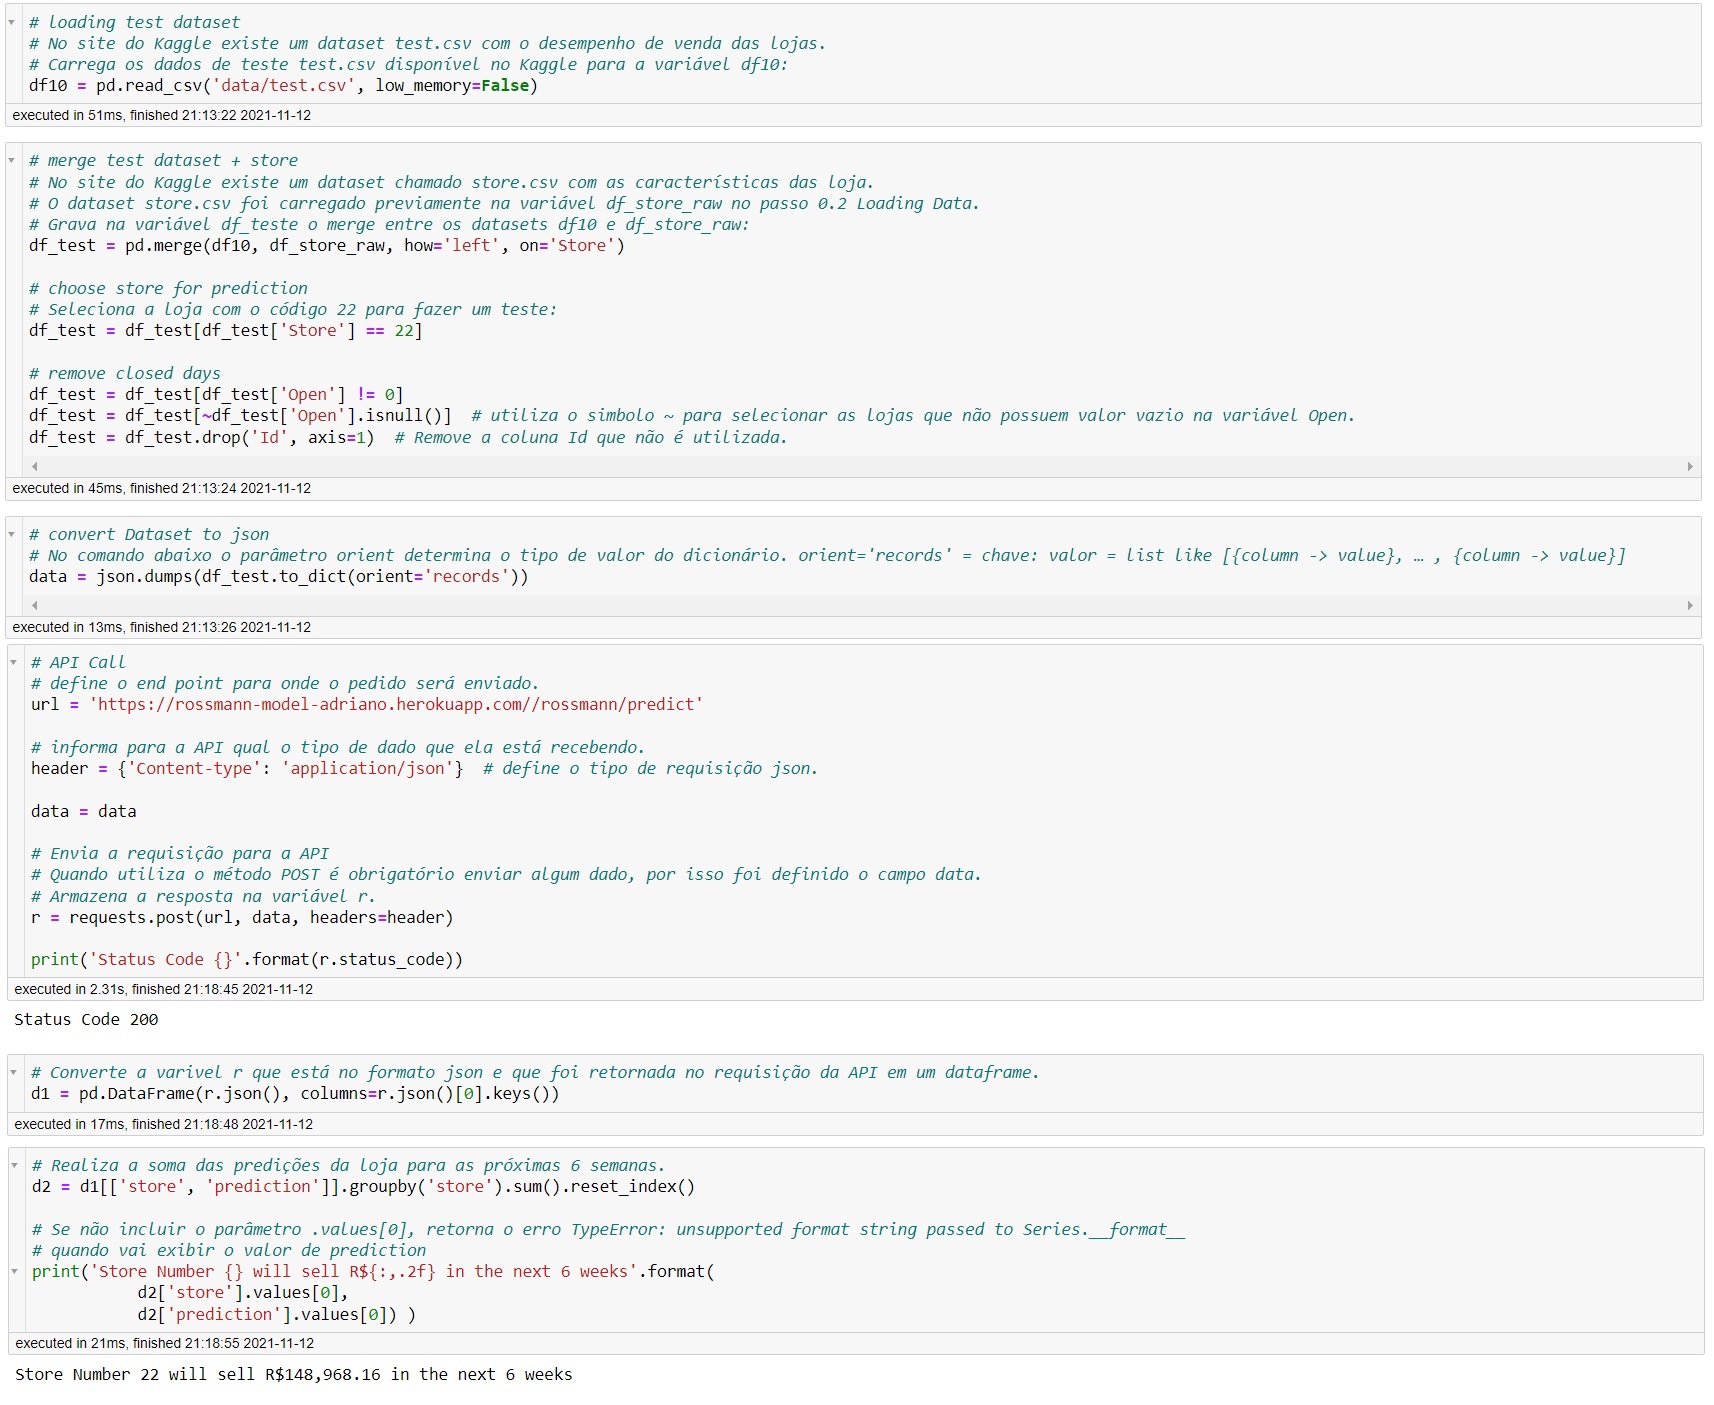 # loading test dataset
# No site do Kaggle existe um dataset test.csv com o desempenho de venda das lojas.
# Carrega os dados de teste test.csv disponível no Kaggle para a variável df10:
df10 = pd.read_csv('data/test.csv', low_memory=False)
executed in 51ms, finished 21:13:22 2021-11-12
# merge test dataset + store
# No site do Kaggle existe um dataset chamado store.csv com as características das loja.
# O dataset store.csv foi carregado previamente na variável df_store_raw no passo 0.2 Loading Data.
# Grava na variável df_teste o merge entre os datasets df10 e df_store_raw:
df_test = pd.merge(df10, df_store_raw, how='left', on='Store')
# choose store for prediction
# Seleciona a loja com o código 22 para fazer um teste:
df_test = df_test[df_test['Store'] == 22]
# remove closed days
df_test = df_test[df_test['Open'] != 0]
df_test = df_test[~df_test['Open'].isnull()]  # utiliza o simbolo ~ para selecionar as lojas que não possuem valor vazio na variável Open.
df_test = df_test.drop('Id', axis=1)  # Remove a coluna Id que não é utilizada.
executed in 45ms, finished 21:13:24 2021-11-12
# convert Dataset to json
# No comando abaixo o parâmetro orient determina o tipo de valor do dicionário. orient='records' = chave: valor = list like [{column -> value}, … , {column -> value}]
data = json.dumps(df_test.to_dict(orient='records'))
executed in 13ms, finished 21:13:26 2021-11-12
# API Call
# define o end point para onde o pedido será enviado.
url = 'https://rossmann-model-adriano.herokuapp.com//rossmann/predict'
# informa para a API qual o tipo de dado que ela está recebendo.
header = {'Content-type': 'application/json'}  # define o tipo de requisição json.
data = data
# Envia a requisição para a API
# Quando utiliza o método POST é obrigatório enviar algum dado, por isso foi definido o campo data.
# Armazena a resposta na variável r.
r = requests.post(url, data, headers=header)
print('Status Code {}'.format(r.status_code))
executed in 2.31s, finished 21:18:45 2021-11-12
Status Code 200
# Converte a varivel r que está no formato json e que foi retornada no requisição da API em um dataframe.
d1 = pd.DataFrame(r.json(), columns=r.json()[0].keys())
executed in 17ms, finished 21:18:48 2021-11-12
# Realiza a soma das predições da loja para as próximas 6 semanas.
d2 = d1[['store', 'prediction']].groupby('store').sum().reset_index()
# Se não incluir o parâmetro .values[0], retorna o erro TypeError: unsupported format string passed to Series.__format__
# quando vai exibir o valor de prediction
print('Store Number {} will sell R${:,.2f} in the next 6 weeks'.format(
d2['store'].values[0],
d2['prediction'].values[0]) )
executed in 21ms, finished 21:18:55 2021-11-12
Store Number 22 will sell R$148,968.16 in the next 6 weeks